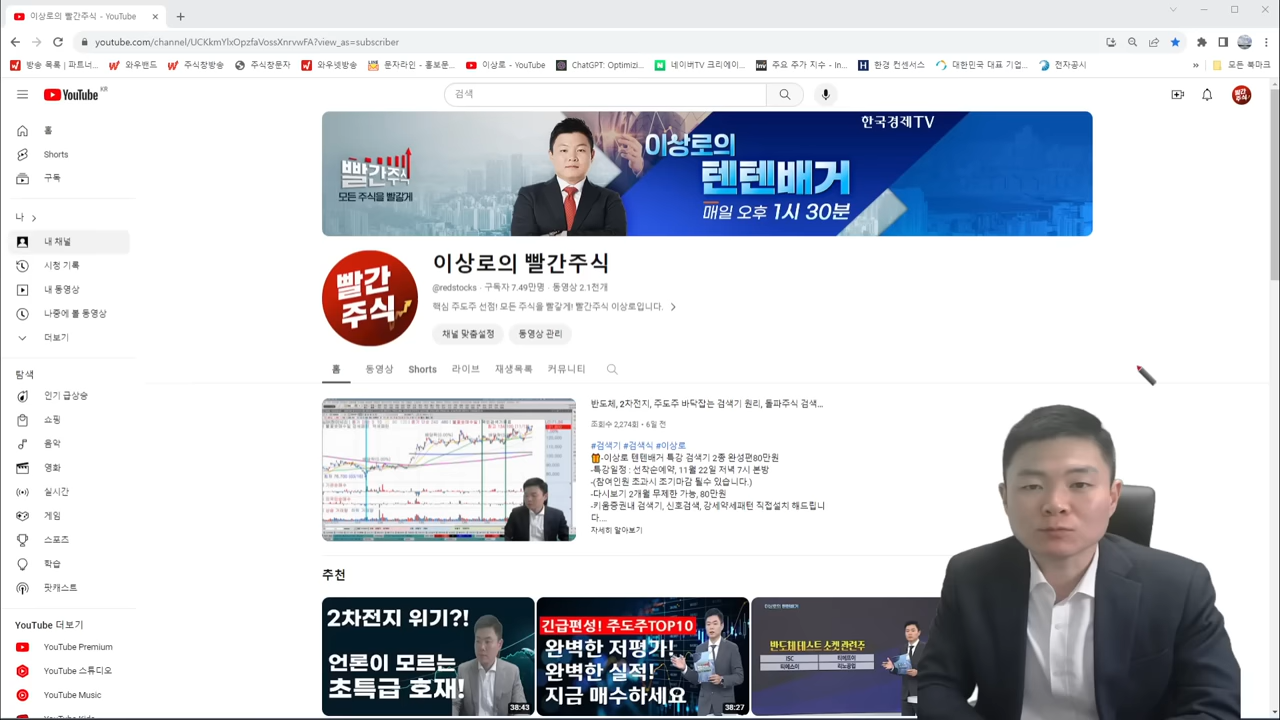 이상로의 빨간주식 - YouTube
youtube.com/channel/UCKkmYlxOpzfaVossXnrvwFA?view_as=subscriber
방송 목록 | 파트너...
와우밴드
주식창방송
주식창문자
와우넷방송
문자라인 - 홍보문...
이상로 - YouTube
ChatGPT: Optimizi...
네이버TV 크리에이...
주요 주가 지수 - In...
한경 컨센서스
대한민국 대표 기업...
전자공시
»
모든 북마크
YouTube KR
검색
홈
Shorts
구독
나
내 채널
시청 기록
내 동영상
나중에 볼 동영상
더보기
탐색
인기 급상승
쇼핑
음악
영화
실시간
게임
스포츠
학습
팟캐스트
YouTube 더보기
YouTube Premium
YouTube 스튜디오
YouTube Music
빨간주식
모든 주식을 빨갛게
한국경제TV
이상로의
텐텐배거
매일 오후 1시 30분
빨간
주식
이상로의 빨간주식
@redstocks · 구독자 7.49만명 · 동영상 2.1천개
핵심 주도주 선점! 모든 주식을 빨갛게! 빨간주식 이상로입니다.
채널 맞춤설정
동영상 관리
홈
동영상
Shorts
라이브
재생목록
커뮤니티
반도체, 2차전지, 주도주 바닥잡는 검색기 원리, 돌파주식 검색...
조회수 2,274회 • 6일 전
#검색기 #검색식 #이상로
-이상로 텐텐배거 특강 검색기 2종 완성편80만원
-특강일정 : 선착순예약, 11월 22일 저녁 7시 본방
-(참여인원 초과시 조기마감 될수 있습니다.)
-다시보기 2개월 무제한 가능, 80만원
-키움증권내 검색기, 신호검색, 강세약세패턴 직접설치 해드립니
다...
자세히 알아보기
추천
2차전지 위기?!
언론이 모르는
초특급 호재!
38:43
긴급편성! 주도주TOP10
완벽한 저평가!
완벽한 실적!
지금 매수하세요
38:27
이상로의 텐텐배거
반도체 테스트 소켓 관련주
ISC
티에프이
티에스이
티노공업